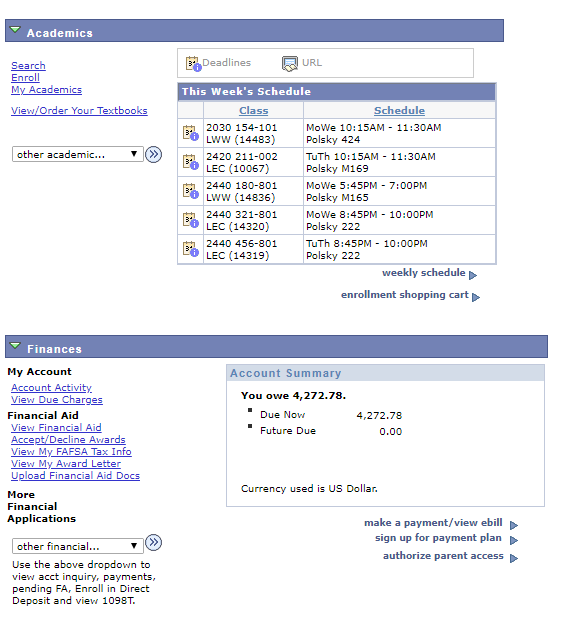 Academics
Search
Enroll
My Academics
View/Order Your Textbooks
other academic...
Deadlines
URL
This Week's Schedule
Class Schedule
2030 154-101 MoWe 10:15AM - 11:30AM
LWW (14483) Polsky 424
2420 211-002 TuTh 10:15AM - 11:30AM
LEC (10067) Polsky M169
2440 180-801 MoWe 5:45PM - 7:00PM
LWW (14836) Polsky M165
2440 321-801 MoWe 8:45PM - 10:00PM
LEC (14320) Polsky 222
2440 456-801 TuTh 8:45PM - 10:00PM
LEC (14319) Polsky 222
weekly schedule
enrollment shopping cart
Finances
My Account
Account Activity
View Due Charges
Financial Aid
View Financial Aid
Accept/Decline Awards
View My FAFSA Tax Info
View My Award Letter
Upload Financial Aid Docs
More
Financial
Applications
other financial...
Use the above dropdown to
view acct inquiry, payments,
pending FA, Enroll in Direct
Deposit and view 1098T.
Account Summary
You owe 4,272.78.
Due Now 4,272.78
Future Due 0.00
Currency used is US Dollar.
make a payment/view ebill
sign up for payment plan
authorize parent access